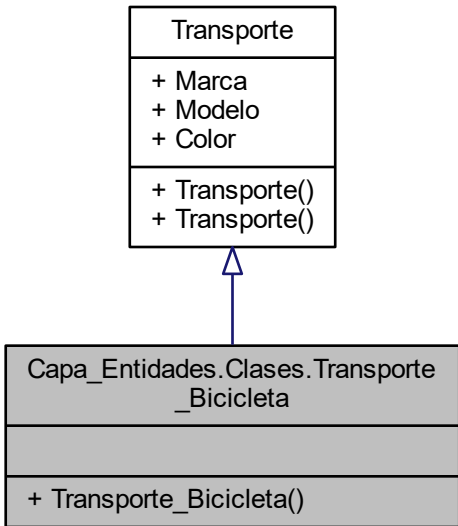 Transporte
+ Marca
+ Modelo
+ Color
+ Transporte()
+ Transporte()
Capa_Entidades.Clases.Transporte
_Bicicleta
+ Transporte_Bicicleta()